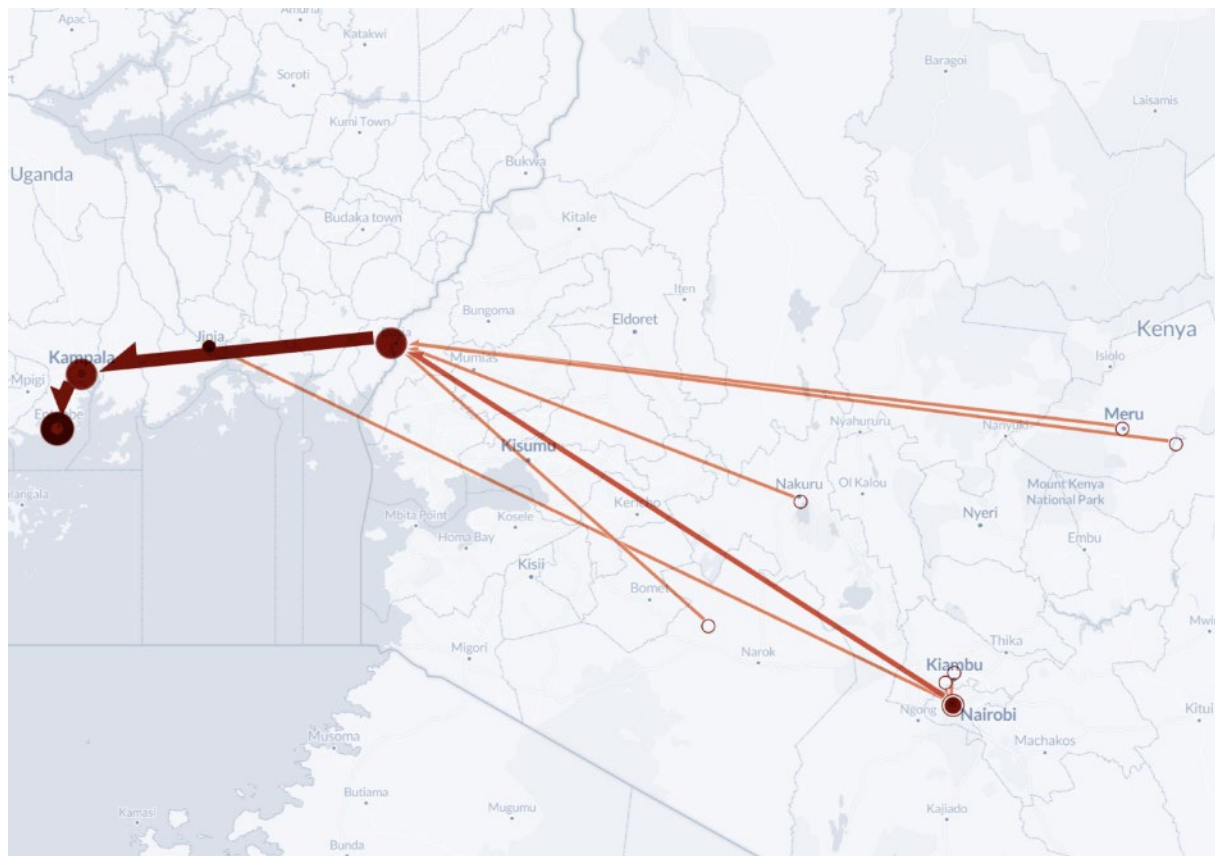 Apac
Amuria
Katakwi
Baragoi
Soroti
Laisamis
Kumi Town
Bukwa
Uganda
Budaka town
Kitale
Iten
Bungoma
Eldoret
Kenya
Jinja
Kampala
Mumias
Isiolo
Mpigi
Meru
Nyahururu
Nanyuki
Kisumu
Nakuru
Ol Kalou
Mount Kenya
National Park
Kericho
Nyeri
Mbita Point
Kosele
Homa Bay
Embu
Kisii
Bomet
Thika
Migori
Narok
Kiambu
Ngong
Nairobi
Kitui
Musoma
Machakos
Butiama
Kamasi
Mugumu
Kajiado
Bunda